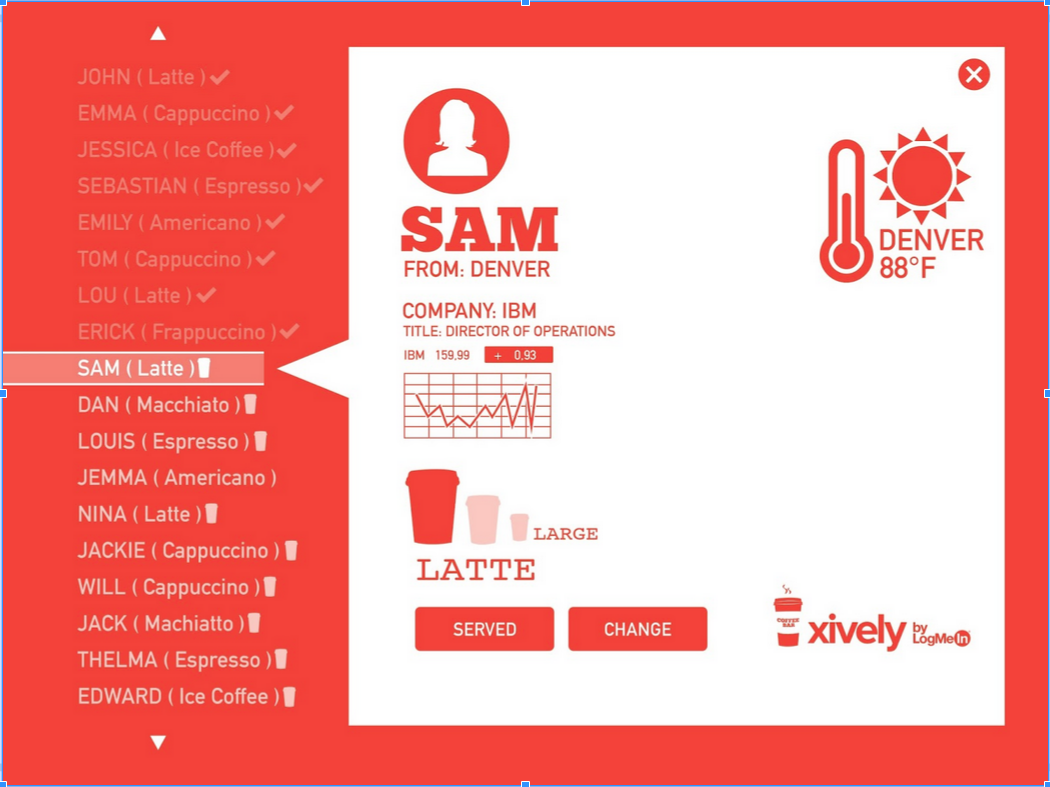 JOHN ( Latte )
EMMA ( Cappuccino )
JESSICA ( Ice Coffee )
SEBASTIAN ( Espresso )
EMILY ( Americano )
TOM ( Cappuccino )
LOU ( Latte )
ERICK ( Frappuccino )
SAM ( Latte )
DAN ( Macchiato )
LOUIS ( Espresso )
JEMMA ( Americano )
NINA ( Latte )
JACKIE ( Cappuccino )
WILL ( Cappuccino )
JACK ( Machiatto )
THELMA ( Espresso )
EDWARD ( Ice Coffee )
SAM
FROM: DENVER
COMPANY: IBM
TITLE: DIRECTOR OF OPERATIONS
IBM 159.99 + 0.93
LARGE
LATTE
SERVED CHANGE
DENVER
88°F
COFFEE
BAR
xively by
LogMeIn